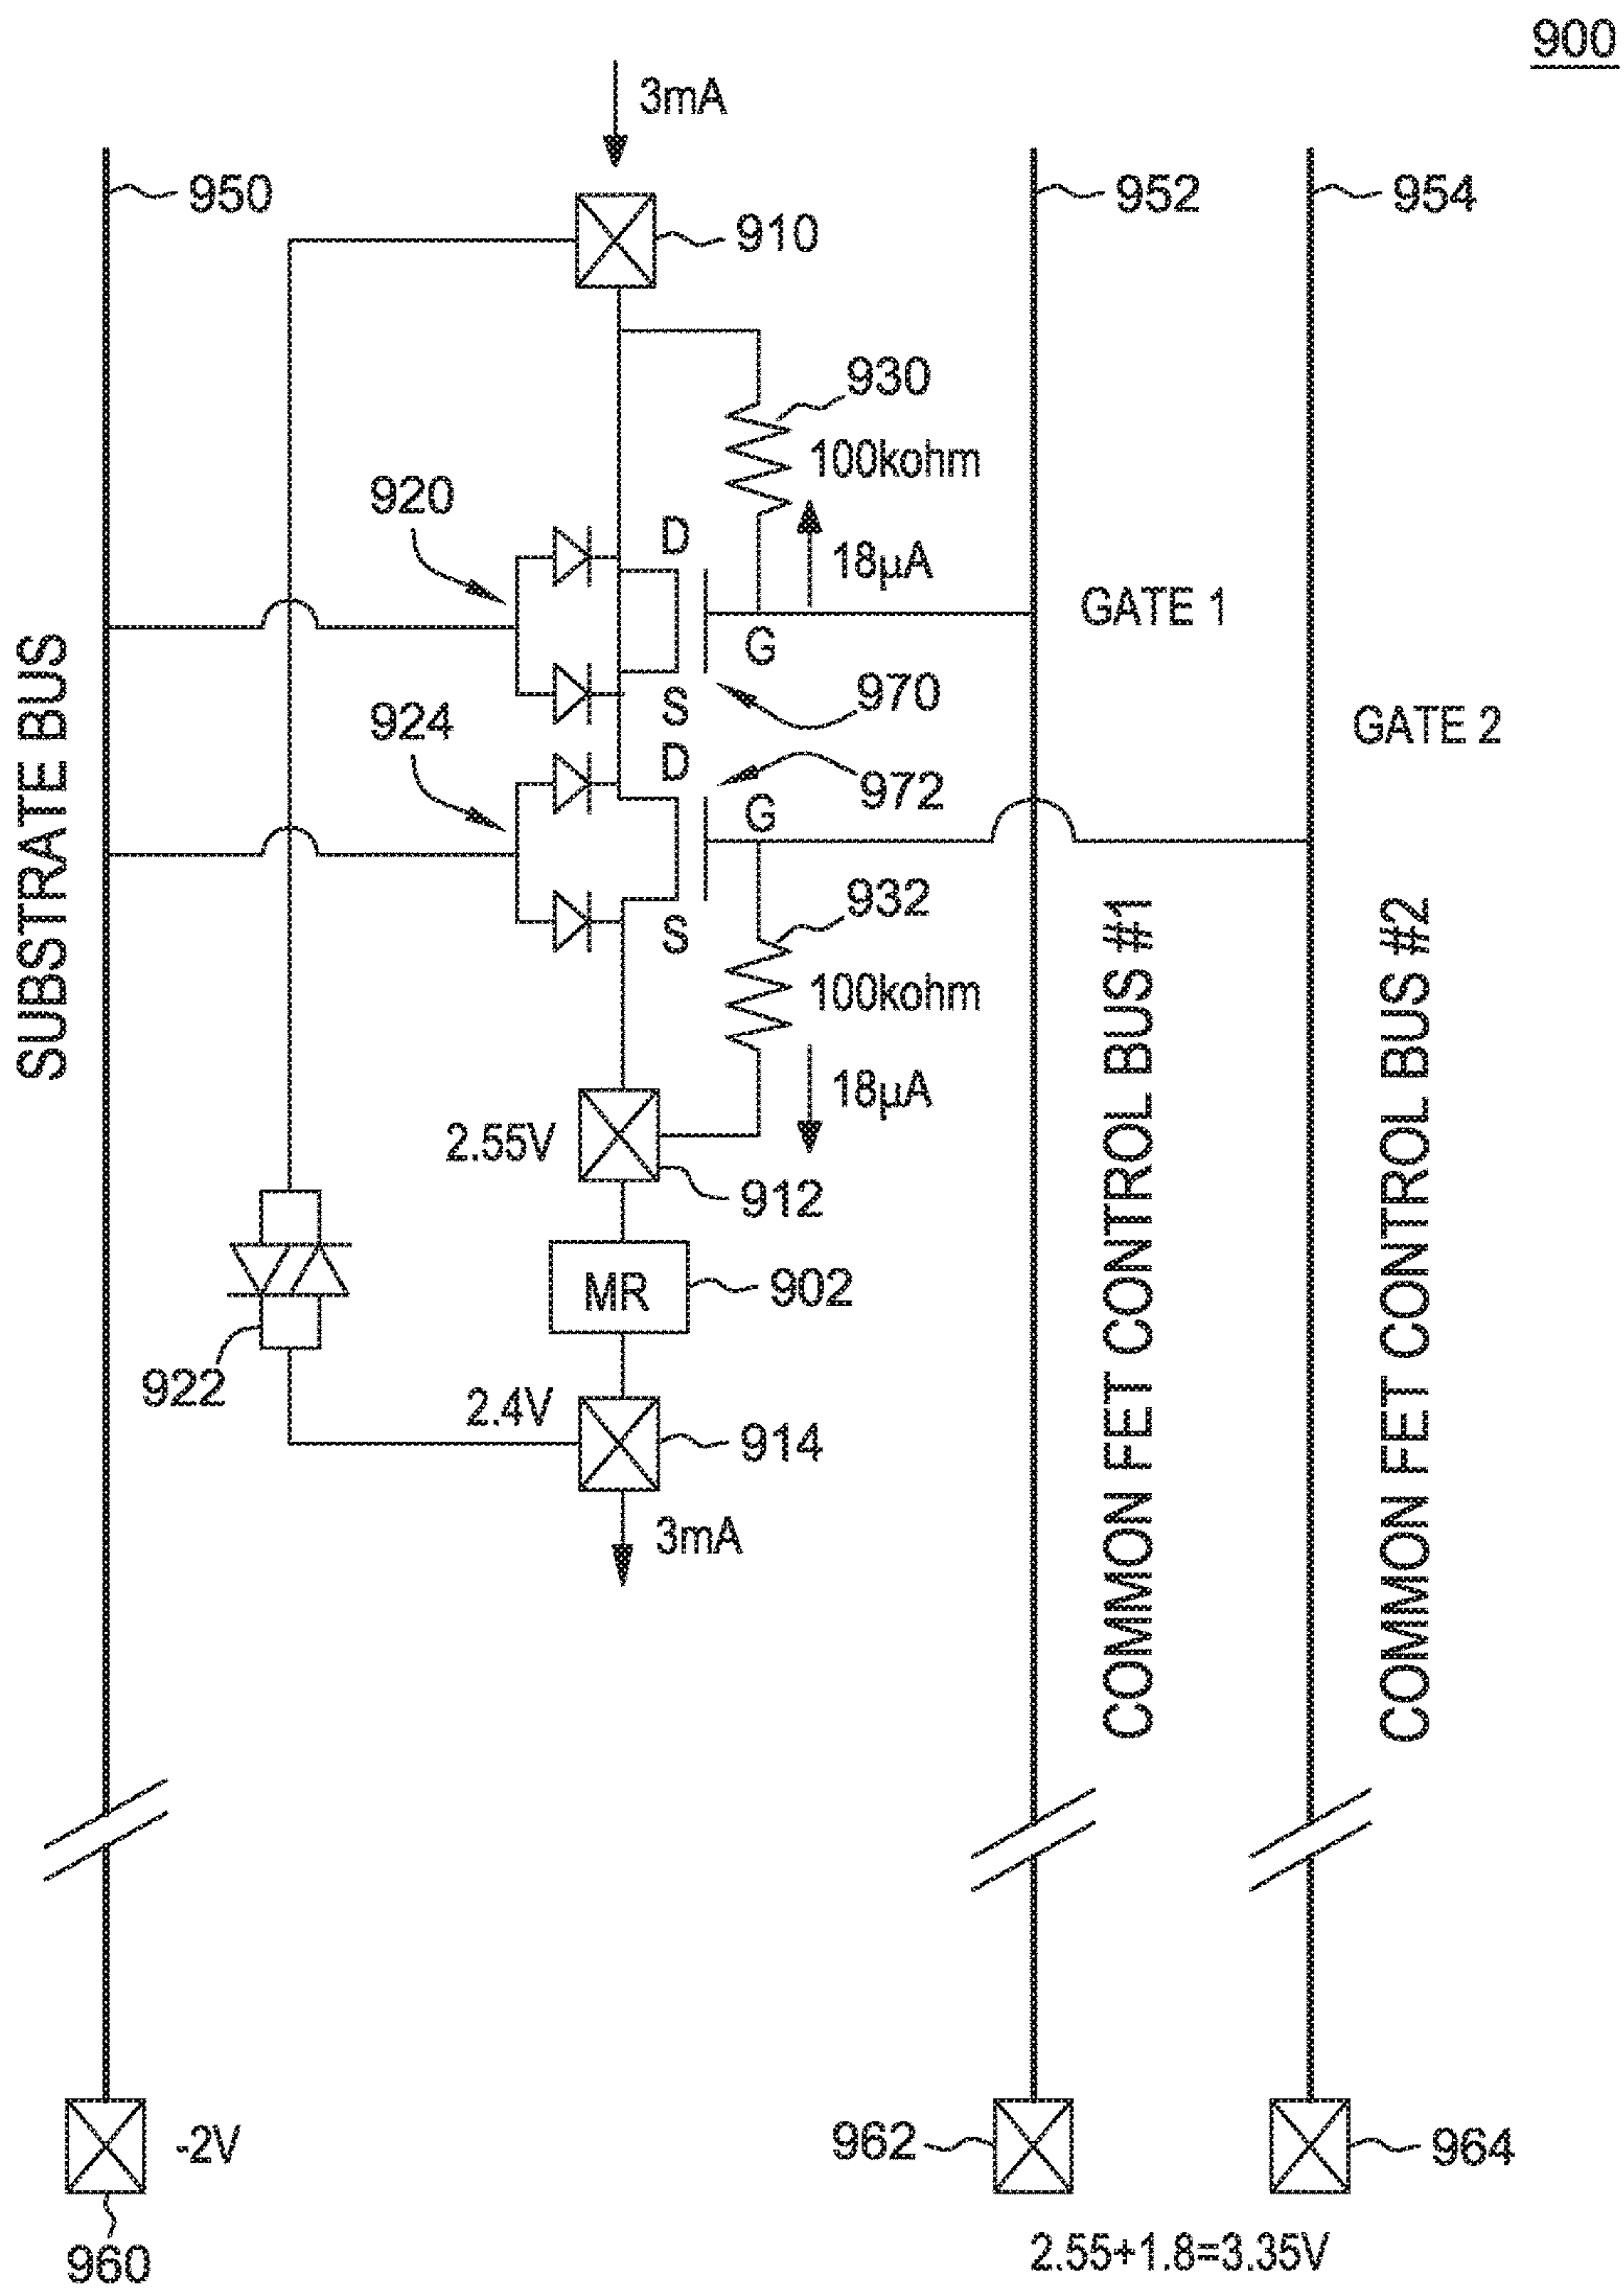 900
3mA
950
910
952
954
930
100kohm
920
D
18μA
GATE 1
G
970
S
924
D
972
GATE 2
G
SUBSTRATE BUS
932
S
100kohm
18μA
2.55V
912
COMMON FET CONTROL BUS #1
COMMON FET CONTROL BUS #2
MR
902
922
2.4V
914
3mA
-2V
960
962
964
2.55+1.8=3.35V